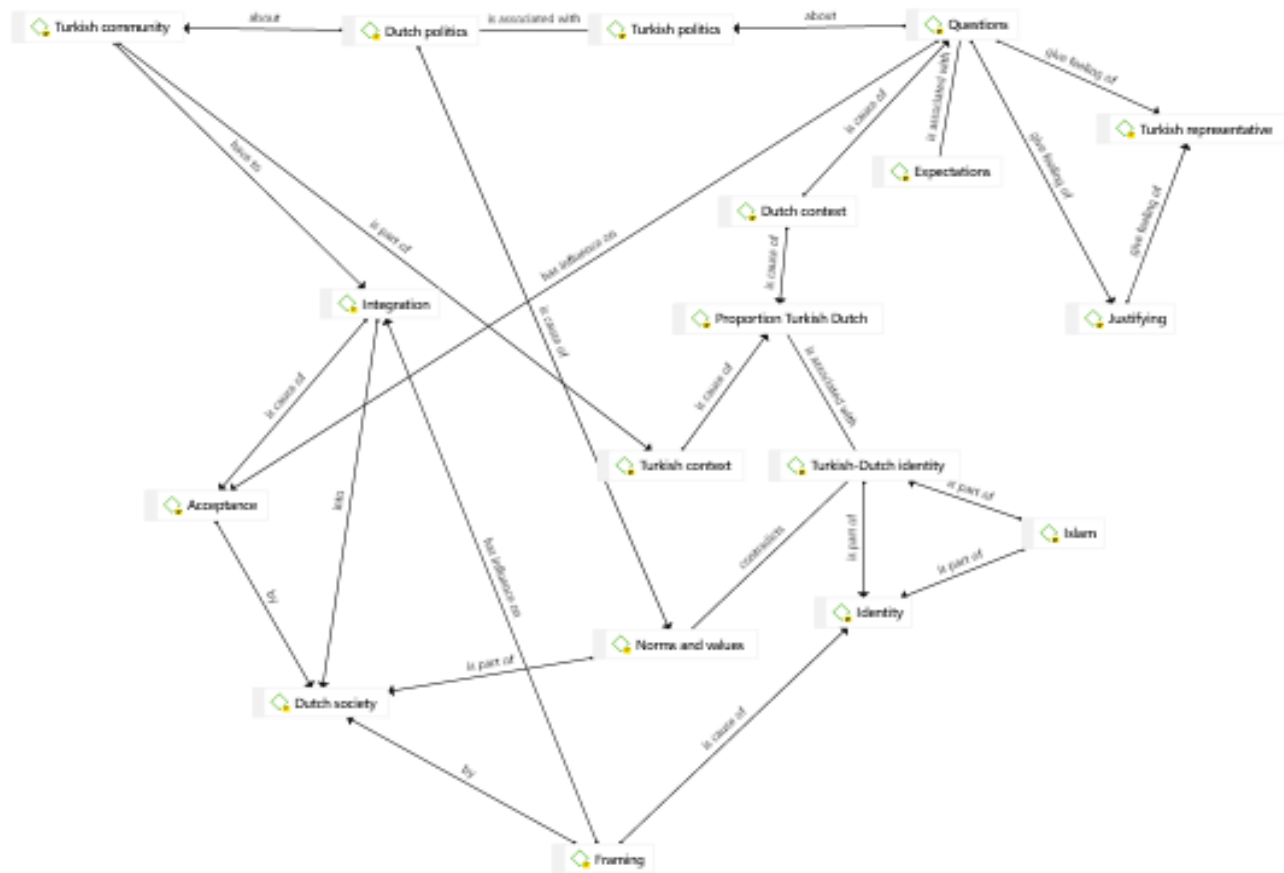 about
is associated with
about
Turkish community
Dutch politics
Turkish politics
Questions
give feeling of
is associated with
is cause of
Turkish representative
give feeling of
have to
Expectations
give feeling of
Dutch context
is part of
has influence on
is cause of
Integration
is cause of
Proportion Turkish Dutch
Justifying
is cause of
is cause of
is associated with
Turkish context
Turkish-Dutch identity
is part of
Acceptance
into
contradicts
is part of
Islam
is part of
has influence on
by
Identity
Norms and values
is part of
Dutch society
is cause of
by
Framing